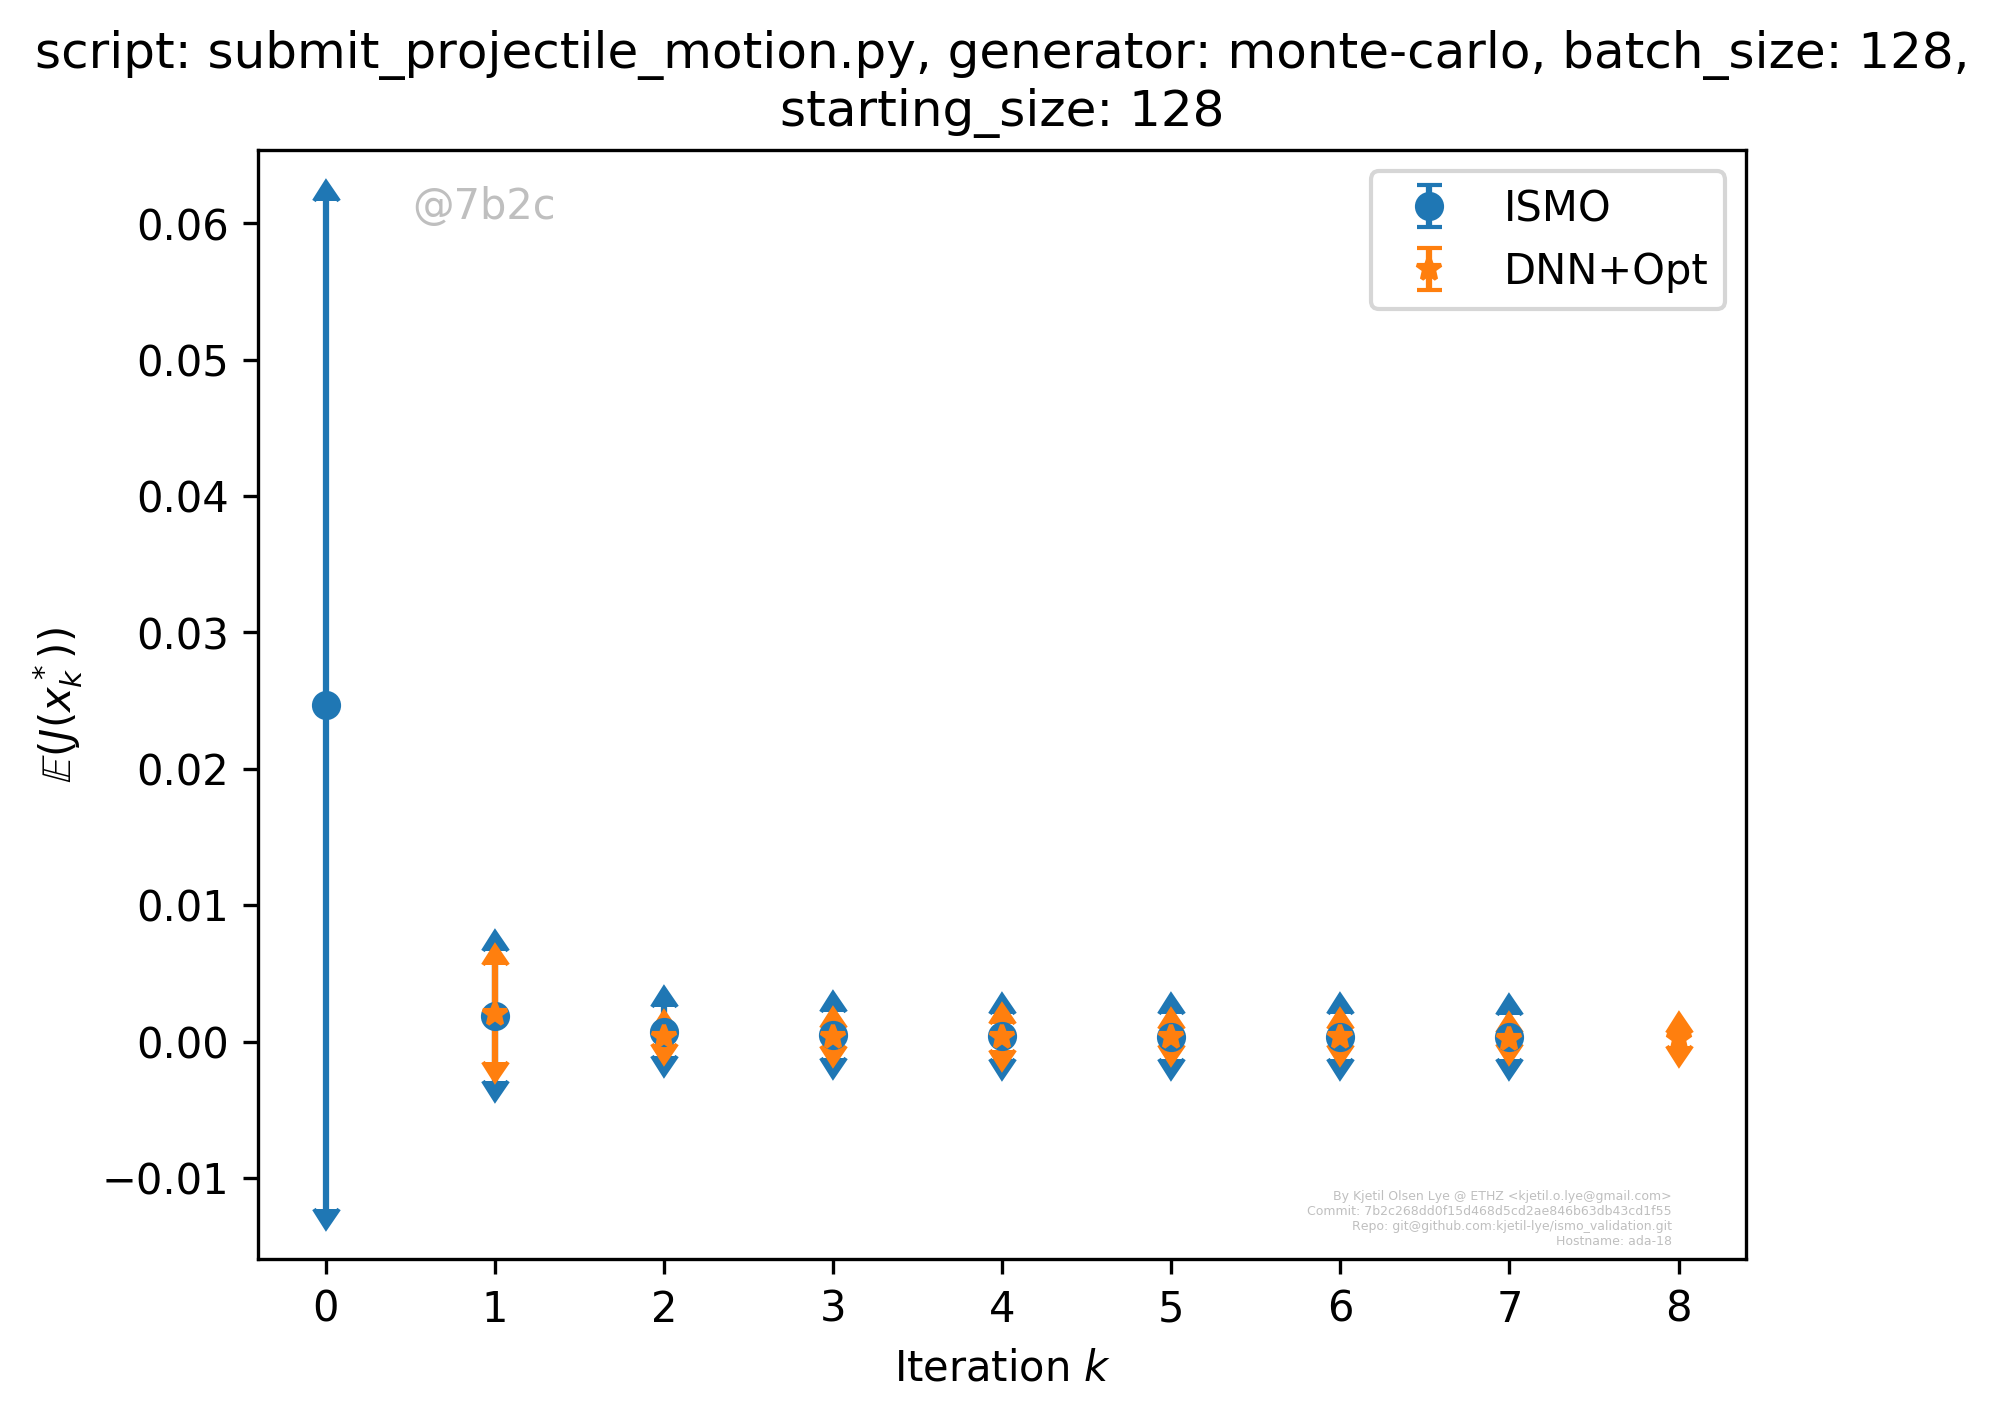 script: submit_projectile_motion.py, generator: monte-carlo, batch_size: 128,
starting_size: 128
@7b2c
ISMO
DNN+Opt
0.06
0.05
0.04
0.03
0.02
0.01
0.00
−0.01
𝔼(J(x*k))
By Kjetil Olsen Lye @ ETHZ <kjetil.o.lye@gmail.com>
Commit: 7b2c268dd0f15d468d5cd2ae846b63db43cd1f55
Repo: git@github.com:kjetil-lye/ismo_validation.git
Hostname: ada-18
0 1 2 3 4 5 6 7 8
Iteration k